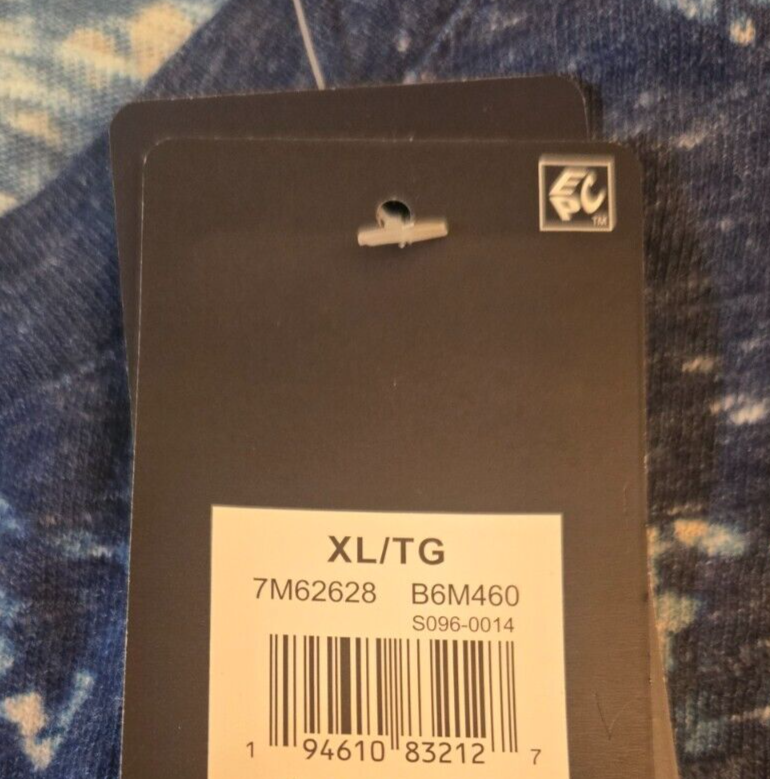 EPC
TM
XL/TG
7M62628 B6M460
S096-0014
1 94610 83212 7